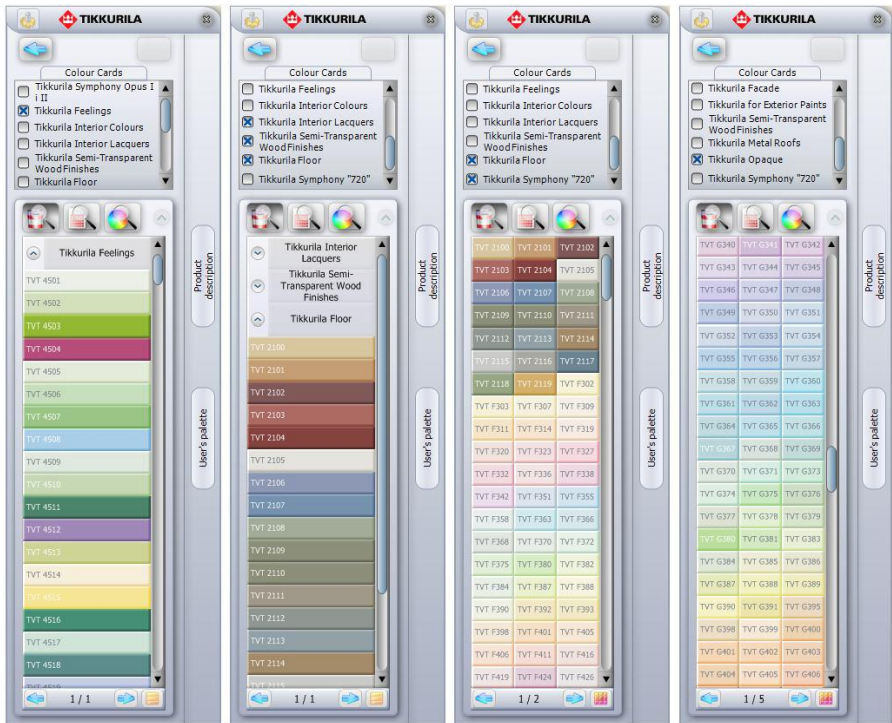 TIKKURILA
Colour Cards
Tikkurila Symphony Opus I
i II
Tikkurila Feelings
Tikkurila Interior Colours
Tikkurila Interior Lacquers
Tikkurila Semi-Transparent
Wood Finishes
Tikkurila Floor
Tikkurila Feelings
TVT 4501
TVT 4502
TVT 4503
TVT 4504
TVT 4505
TVT 4506
TVT 4507
TVT 4508
TVT 4509
TVT 4510
TVT 4511
TVT 4512
TVT 4513
TVT 4514
TVT 4515
TVT 4516
TVT 4517
TVT 4518
TVT 4519
1 / 1
Product
description
User's palette
TIKKURILA
Colour Cards
Tikkurila Feelings
Tikkurila Interior Colours
Tikkurila Interior Lacquers
Tikkurila Semi-Transparent
Wood Finishes
Tikkurila Floor
Tikkurila Symphony "720"
Tikkurila Interior
Lacquers
Tikkurila Semi-
Transparent Wood
Finishes
Tikkurila Floor
TVT 2100
TVT 2101
TVT 2102
TVT 2103
TVT 2104
TVT 2105
TVT 2106
TVT 2107
TVT 2108
TVT 2109
TVT 2110
TVT 2111
TVT 2112
TVT 2113
TVT 2114
TVT 2115
1 / 1
Product
description
User's palette
TIKKURILA
Colour Cards
Tikkurila Feelings
Tikkurila Interior Colours
Tikkurila Interior Lacquers
Tikkurila Semi-Transparent
Wood Finishes
Tikkurila Floor
Tikkurila Symphony "720"
TVT 2100 TVT 2101 TVT 2102
TVT 2103 TVT 2104 TVT 2105
TVT 2106 TVT 2107 TVT 2108
TVT 2109 TVT 2110 TVT 2111
TVT 2112 TVT 2113 TVT 2114
TVT 2115 TVT 2116 TVT 2117
TVT 2118 TVT 2119 TVT F302
TVT F303 TVT F307 TVT F309
TVT F311 TVT F314 TVT F319
TVT F320 TVT F323 TVT F327
TVT F332 TVT F336 TVT F338
TVT F342 TVT F351 TVT F355
TVT F358 TVT F363 TVT F366
TVT F368 TVT F370 TVT F372
TVT F375 TVT F380 TVT F382
TVT F384 TVT F387 TVT F388
TVT F390 TVT F392 TVT F393
TVT F398 TVT F401 TVT F405
TVT F406 TVT F411 TVT F416
TVT F419 TVT F424 TVT F426
1 / 2
Product
description
User's palette
TIKKURILA
Colour Cards
Tikkurila Facade
Tikkurila for Exterior Paints
Tikkurila Semi-Transparent
Wood Finishes
Tikkurila Metal Roofs
Tikkurila Opaque
Tikkurila Symphony "720"
TVT G340 TVT G341 TVT G342
TVT G343 TVT G344 TVT G345
TVT G346 TVT G347 TVT G348
TVT G349 TVT G350 TVT G351
TVT G352 TVT G353 TVT G354
TVT G355 TVT G356 TVT G357
TVT G358 TVT G359 TVT G360
TVT G361 TVT G362 TVT G363
TVT G364 TVT G365 TVT G366
TVT G367 TVT G368 TVT G369
TVT G370 TVT G371 TVT G373
TVT G374 TVT G375 TVT G376
TVT G377 TVT G378 TVT G379
TVT G380 TVT G381 TVT G383
TVT G384 TVT G385 TVT G386
TVT G387 TVT G388 TVT G389
TVT G390 TVT G391 TVT G395
TVT G398 TVT G399 TVT G400
TVT G401 TVT G402 TVT G403
TVT G404 TVT G405 TVT G406
1 / 5
Product
description
User's palette